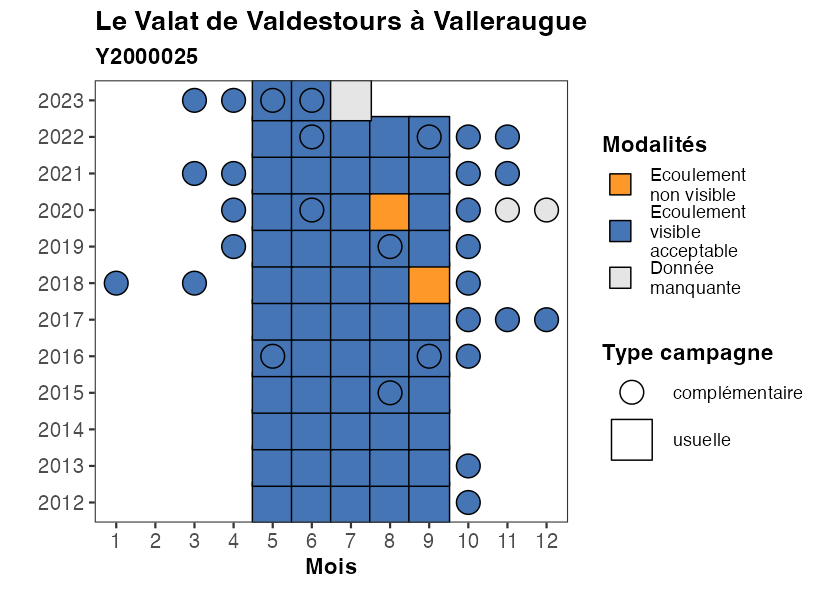 Le Valat de Valdestours à Valleraugue
Y2000025
2023
2022
2021
2020
2019
2018
2017
2016
2015
2014
2013
2012
1 2 3 4 5 6 7 8 9 10 11 12
Mois
Modalités
Ecoulement
non visible
Ecoulement
visible
acceptable
Donnée
manquante
Type campagne
complémentaire
usuelle